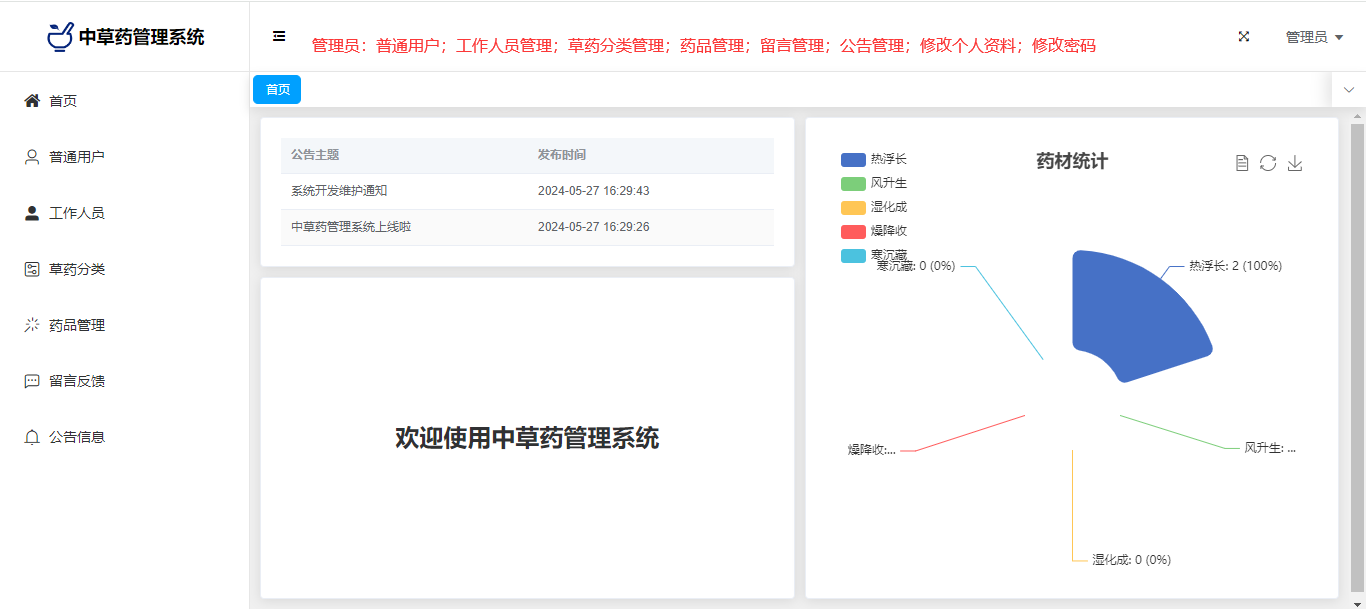 中草药管理系统
管理员：普通用户；工作人员管理；草药分类管理；药品管理；留言管理；公告管理；修改个人资料；修改密码
管理员
首页
普通用户
工作人员
草药分类
药品管理
留言反馈
公告信息
首页
公告主题 发布时间
系统开发维护通知 2024-05-27 16:29:43
中草药管理系统上线啦 2024-05-27 16:29:26
欢迎使用中草药管理系统
药材统计
热浮长
风升生
湿化成
燥降收
寒沉藏
寒沉藏: 0 (0%)
热浮长: 2 (100%)
燥降收:...
风升生: ...
湿化成: 0 (0%)